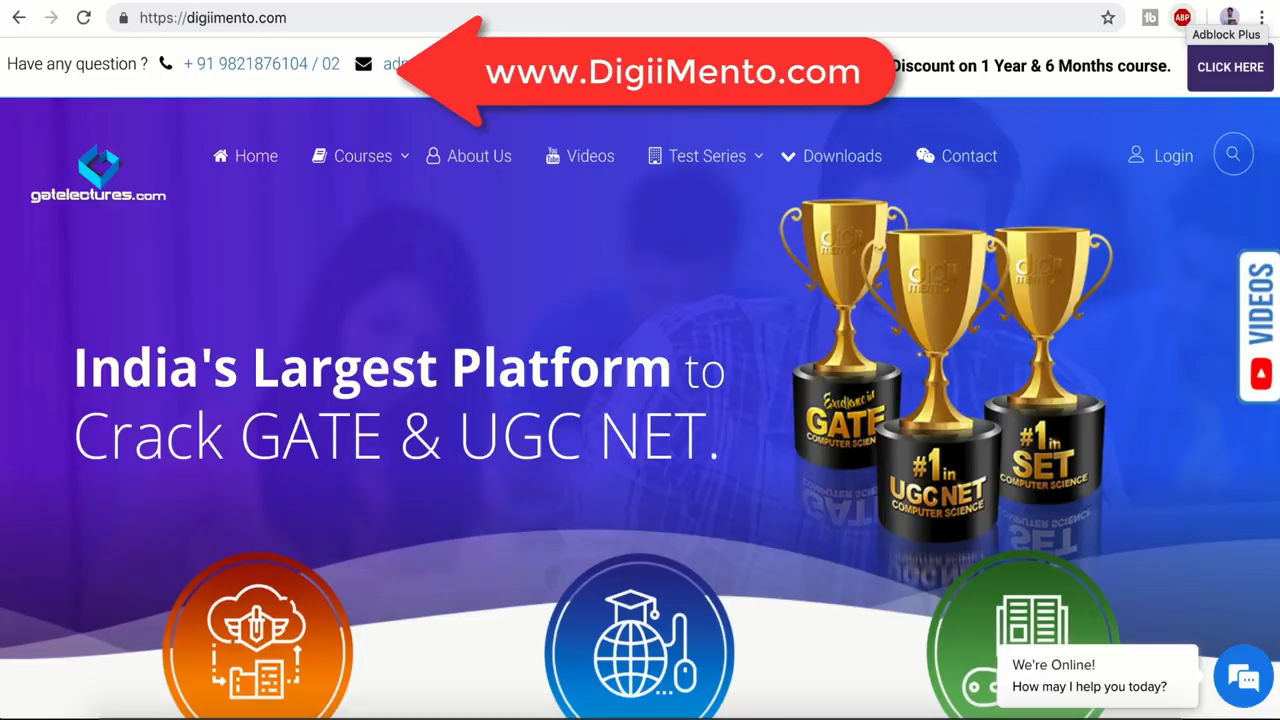 https://digiimento.com
ABP
Adblock Plus
Have any question ? + 91 9821876104 / 02
www.DigiiMento.com
Discount on 1 Year & 6 Months course.
CLICK HERE
gatelectures.com
Home Courses About Us Videos Test Series Downloads Contact Login
VIDEOS
India's Largest Platform to
Crack GATE & UGC NET.
Excellence in
GATE
#1 in
UGC NET
COMPUTER SCIENCE
#1 in
SET
COMPUTER SCIENCE
We're Online!
How may I help you today?